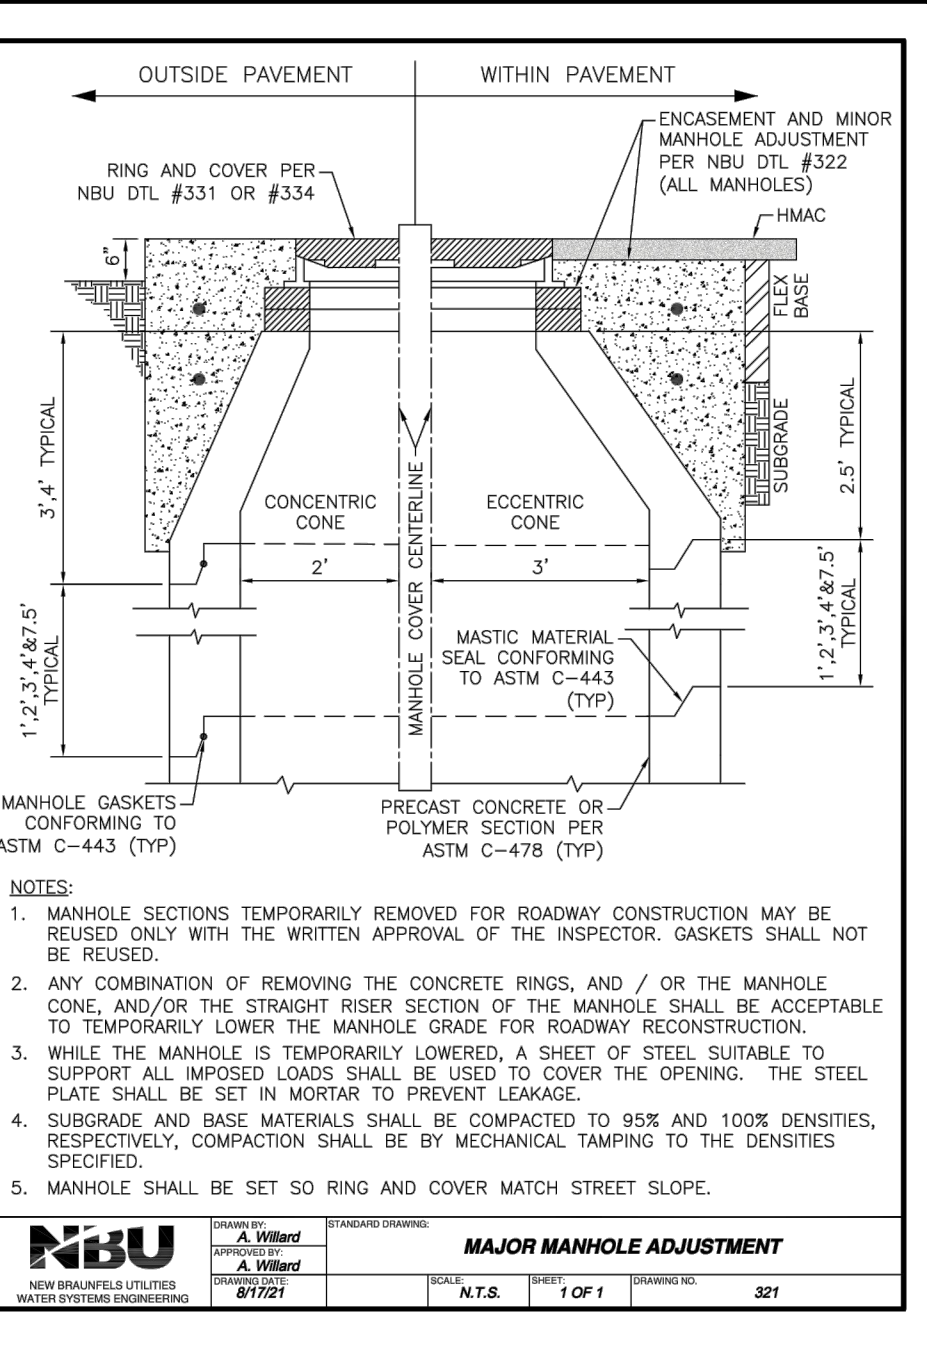 OUTSIDE PAVEMENT
WITHIN PAVEMENT
ENCASEMENT AND MINOR
MANHOLE ADJUSTMENT
PER NBU DTL #322
(ALL MANHOLES)
RING AND COVER PER
NBU DTL #331 OR #334
HMAC
6"
FLEX
BASE
3',4' TYPICAL
2.5' TYPICAL
SUBGRADE
CONCENTRIC
CONE
ECCENTRIC
CONE
MANHOLE COVER CENTERLINE
2'
3'
1',2',3',4'&7.5'
TYPICAL
1',2',3',4'&7.5'
TYPICAL
MASTIC MATERIAL
SEAL CONFORMING
TO ASTM C-443
(TYP)
MANHOLE GASKETS
CONFORMING TO
ASTM C-443 (TYP)
PRECAST CONCRETE OR
POLYMER SECTION PER
ASTM C-478 (TYP)
NOTES:
1. MANHOLE SECTIONS TEMPORARILY REMOVED FOR ROADWAY CONSTRUCTION MAY BE
REUSED ONLY WITH THE WRITTEN APPROVAL OF THE INSPECTOR. GASKETS SHALL NOT
BE REUSED.
2. ANY COMBINATION OF REMOVING THE CONCRETE RINGS, AND / OR THE MANHOLE
CONE, AND/OR THE STRAIGHT RISER SECTION OF THE MANHOLE SHALL BE ACCEPTABLE
TO TEMPORARILY LOWER THE MANHOLE GRADE FOR ROADWAY RECONSTRUCTION.
3. WHILE THE MANHOLE IS TEMPORARILY LOWERED, A SHEET OF STEEL SUITABLE TO
SUPPORT ALL IMPOSED LOADS SHALL BE USED TO COVER THE OPENING. THE STEEL
PLATE SHALL BE SET IN MORTAR TO PREVENT LEAKAGE.
4. SUBGRADE AND BASE MATERIALS SHALL BE COMPACTED TO 95% AND 100% DENSITIES,
RESPECTIVELY, COMPACTION SHALL BE BY MECHANICAL TAMPING TO THE DENSITIES
SPECIFIED.
5. MANHOLE SHALL BE SET SO RING AND COVER MATCH STREET SLOPE.
NBU
NEW BRAUNFELS UTILITIES
WATER SYSTEMS ENGINEERING
DRAWN BY:
A. Willard
APPROVED BY:
A. Willard
DRAWING DATE:
8/17/21
STANDARD DRAWING:
MAJOR MANHOLE ADJUSTMENT
SCALE:
N.T.S.
SHEET:
1 OF 1
DRAWING NO.
321